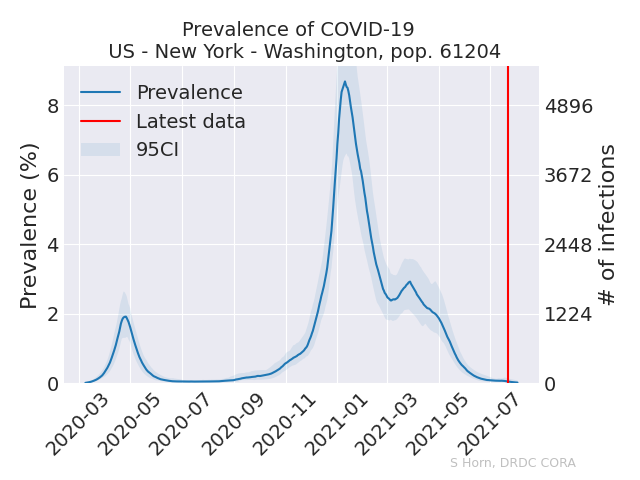 Prevalence of COVID-19
US - New York - Washington, pop. 61204
Prevalence
Latest data
95CI
Prevalence (%)
8
6
4
2
0
4896
3672
2448
1224
0
# of infections
2020-03
2020-05
2020-07
2020-09
2020-11
2021-01
2021-03
2021-05
2021-07
S Horn, DRDC CORA